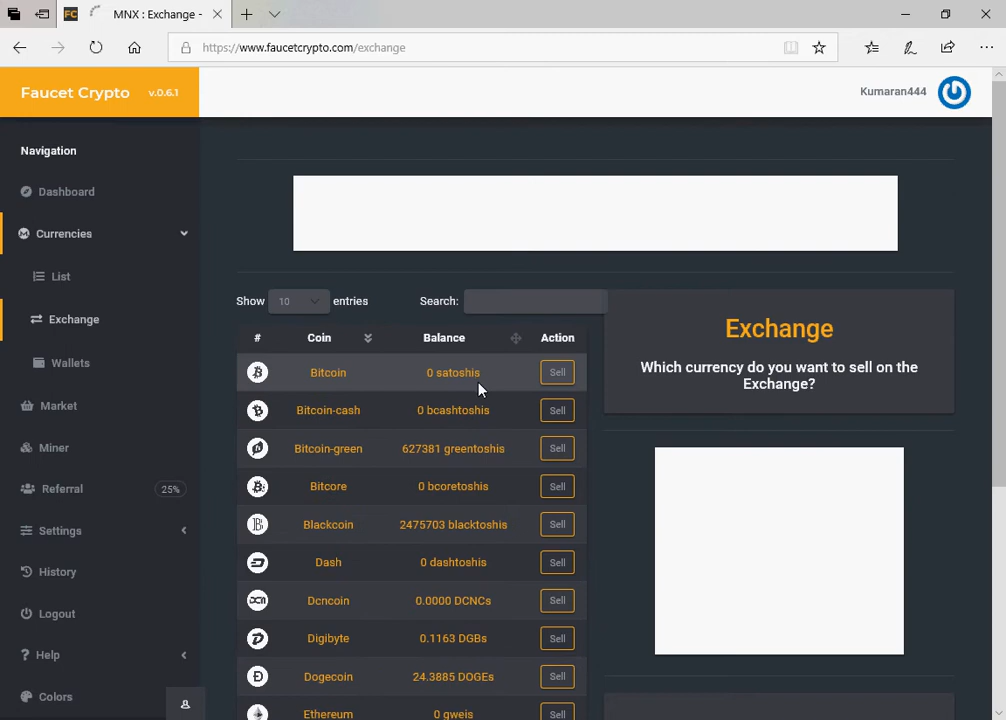 MNX : Exchange -
https://www.faucetcrypto.com/exchange
Faucet Crypto v.0.6.1
Kumaran444
Navigation
Dashboard
Currencies
List
Exchange
Wallets
Market
Miner
Referral 25%
Settings
History
Logout
Help
Colors
Show 10 entries Search:
# Coin Balance Action
Bitcoin 0 satoshis Sell
Bitcoin-cash 0 bcashtoshis Sell
Bitcoin-green 627381 greentoshis Sell
Bitcore 0 bcoretoshis Sell
Blackcoin 2475703 blacktoshis Sell
Dash 0 dashtoshis Sell
Dcncoin 0.0000 DCNCs Sell
Digibyte 0.1163 DGBs Sell
Dogecoin 24.3885 DOGEs Sell
Ethereum 0 gweis Sell
Exchange
Which currency do you want to sell on the
Exchange?